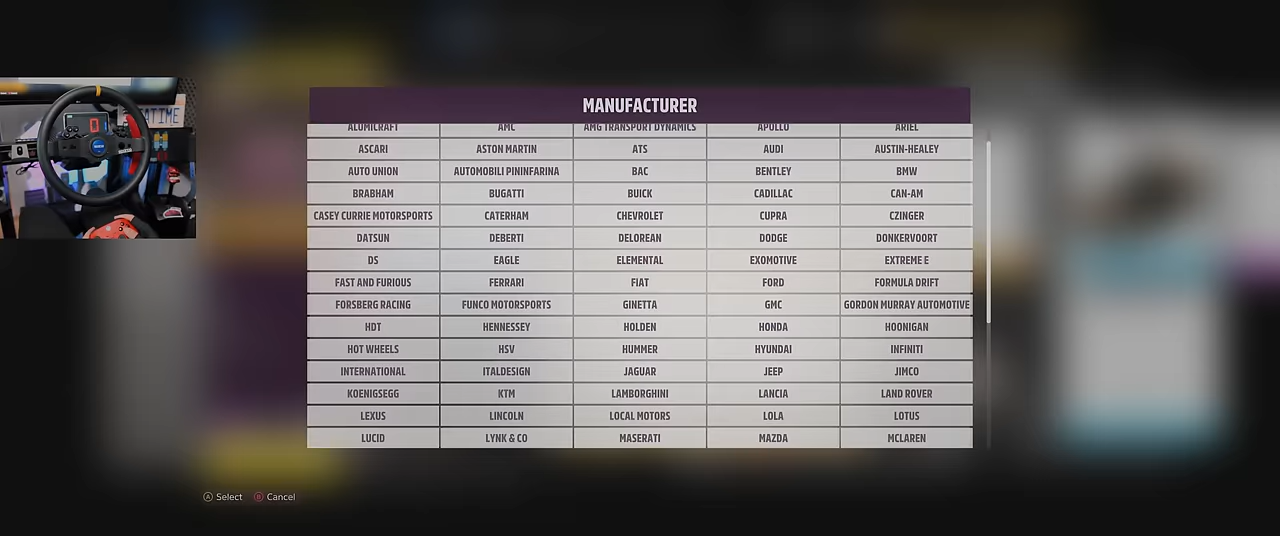 MANUFACTURER
ALUMICRAFT AMC AMG TRANSPORT DYNAMICS APOLLO ARIEL
ASCARI ASTON MARTIN ATS AUDI AUSTIN-HEALEY
AUTO UNION AUTOMOBILI PININFARINA BAC BENTLEY BMW
BRABHAM BUGATTI BUICK CADILLAC CAN-AM
CASEY CURRIE MOTORSPORTS CATERHAM CHEVROLET CUPRA CZINGER
DATSUN DEBERTI DELOREAN DODGE DONKERVOORT
DS EAGLE ELEMENTAL EXOMOTIVE EXTREME E
FAST AND FURIOUS FERRARI FIAT FORD FORMULA DRIFT
FORSBERG RACING FUNCO MOTORSPORTS GINETTA GMC GORDON MURRAY AUTOMOTIVE
HDT HENNESSEY HOLDEN HONDA HOONIGAN
HOT WHEELS HSV HUMMER HYUNDAI INFINITI
INTERNATIONAL ITALDESIGN JAGUAR JEEP JIMCO
KOENIGSEGG KTM LAMBORGHINI LANCIA LAND ROVER
LEXUS LINCOLN LOCAL MOTORS LOLA LOTUS
LUCID LYNK & CO MASERATI MAZDA MCLAREN
A Select B Cancel